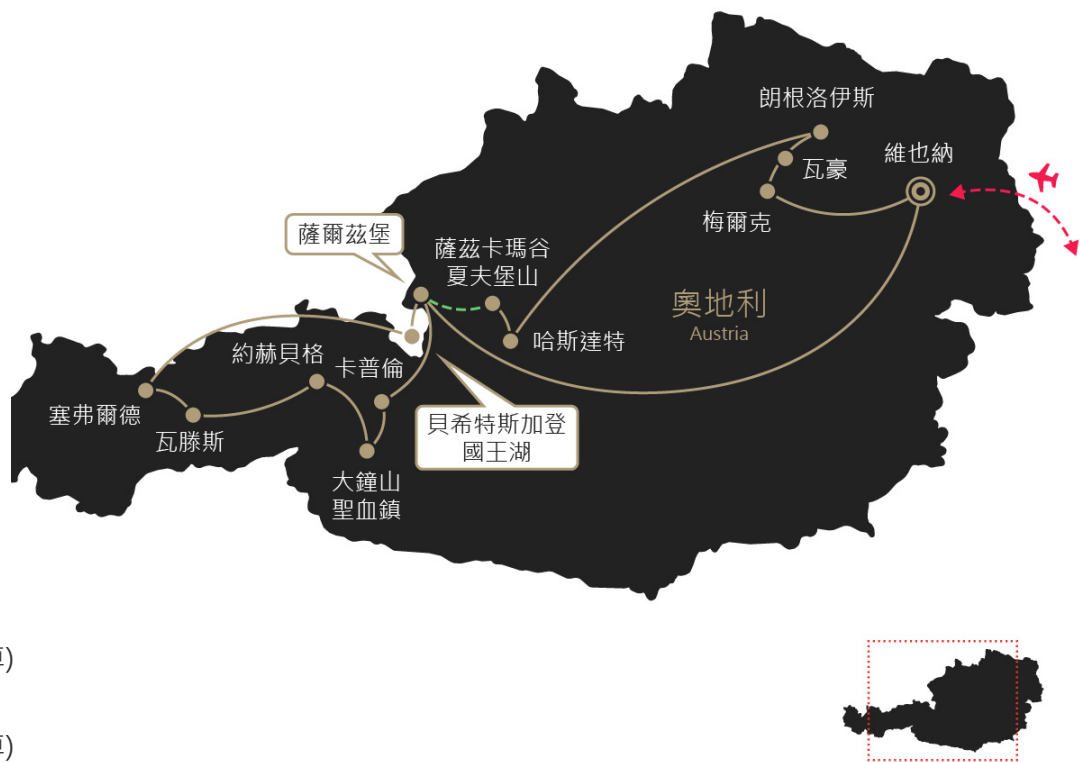 朗根洛伊斯
維也納
瓦豪
梅爾克
薩爾茲堡
薩茲卡瑪谷
夏夫堡山
奧地利
Austria
哈斯達特
約赫貝格
卡普倫
塞弗爾德
瓦滕斯
貝希特斯加登
國王湖
大鐘山
聖血鎮
)
)